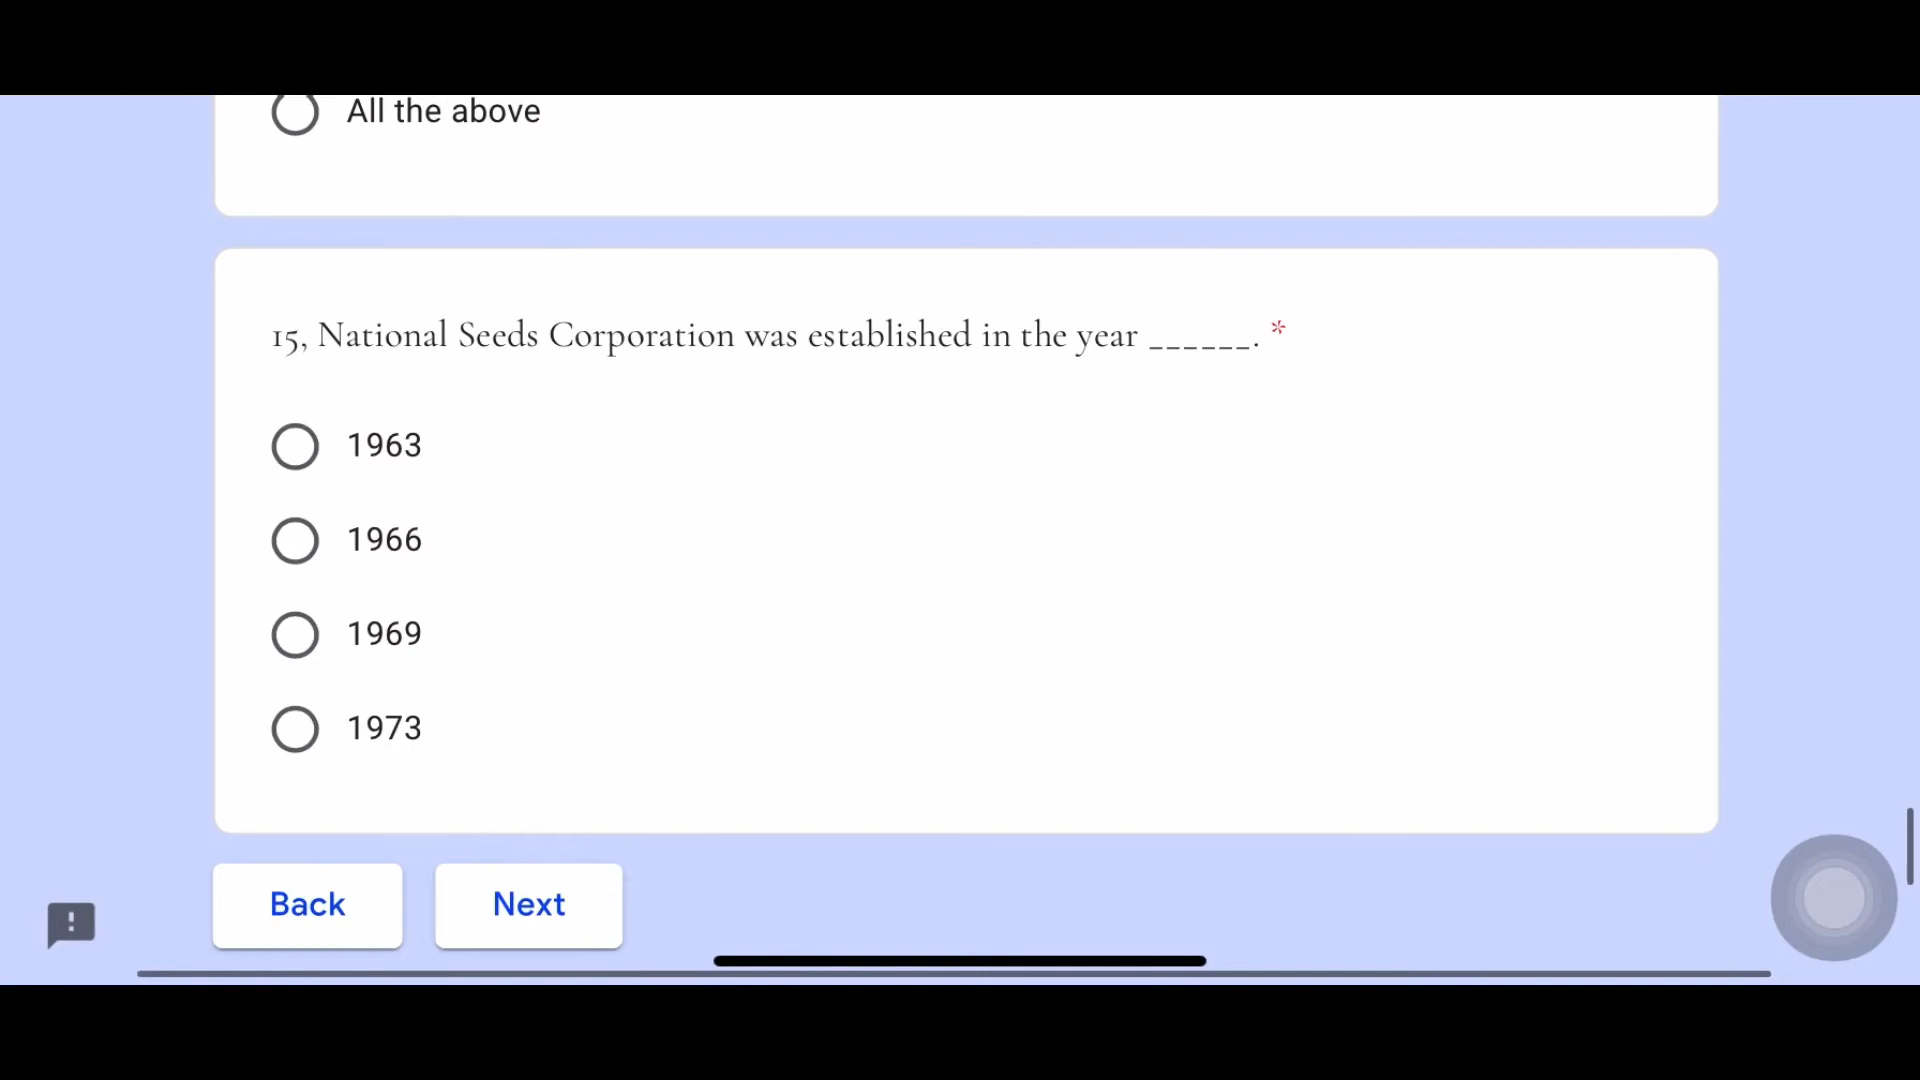 All the above
15, National Seeds Corporation was established in the year ______. *
1963
1966
1969
1973
Back
Next